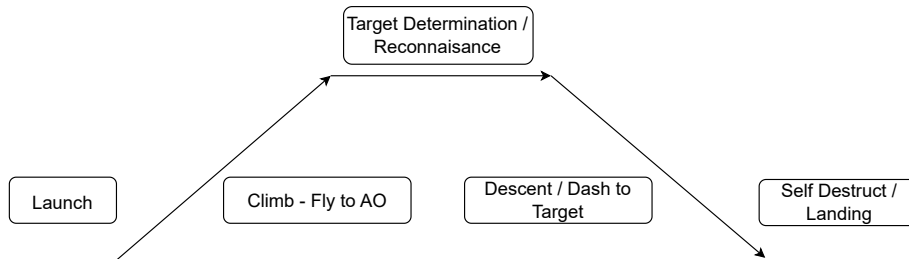 Target Determination /
Reconnaisance
Launch
Climb - Fly to AO
Descent / Dash to
Target
Self Destruct /
Landing